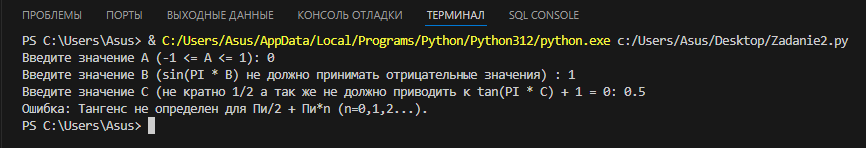 ПРОБЛЕМЫ ПОРТЫ ВЫХОДНЫЕ ДАННЫЕ КОНСОЛЬ ОТЛАДКИ ТЕРМИНАЛ SQL CONSOLE
PS C:\Users\Asus> & C:/Users/Asus/AppData/Local/Programs/Python/Python312/python.exe c:/Users/Asus/Desktop/Zadanie2.py
Введите значение A (-1 <= A <= 1): 0
Введите значение B (sin(PI * B) не должно принимать отрицательные значения) : 1
Введите значение C (не кратно 1/2 а так же не должно приводить к tan(PI * C) + 1 = 0: 0.5
Ошибка: Тангенс не определен для Пи/2 + Пи*n (n=0,1,2...).
PS C:\Users\Asus>